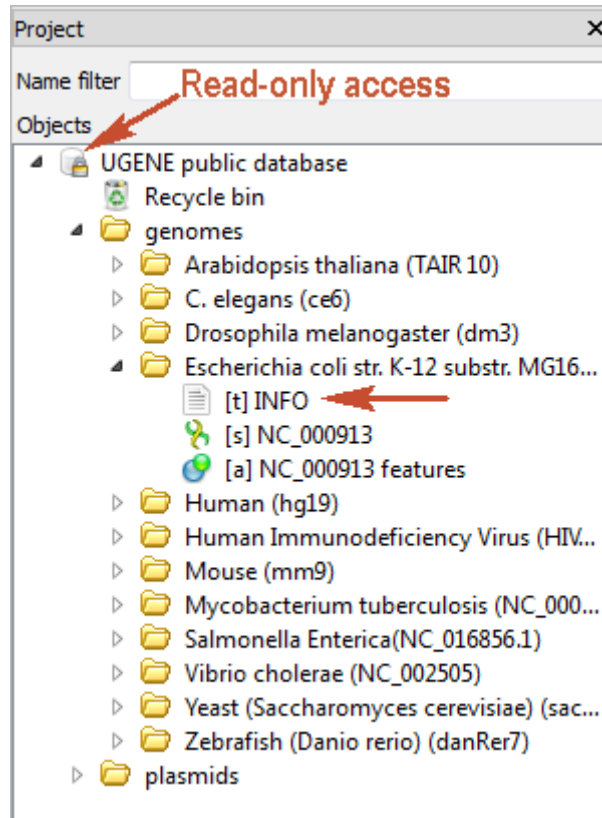 Project
Name filter
Read-only access
Objects
UGENE public database
Recycle bin
genomes
Arabidopsis thaliana (TAIR 10)
C. elegans (ce6)
Drosophila melanogaster (dm3)
Escherichia coli str. K-12 substr. MG16...
[t] INFO
[s] NC_000913
[a] NC_000913 features
Human (hg19)
Human Immunodeficiency Virus (HIV...
Mouse (mm9)
Mycobacterium tuberculosis (NC_000...
Salmonella Enterica(NC_016856.1)
Vibrio cholerae (NC_002505)
Yeast (Saccharomyces cerevisiae) (sac...
Zebrafish (Danio rerio) (danRer7)
plasmids